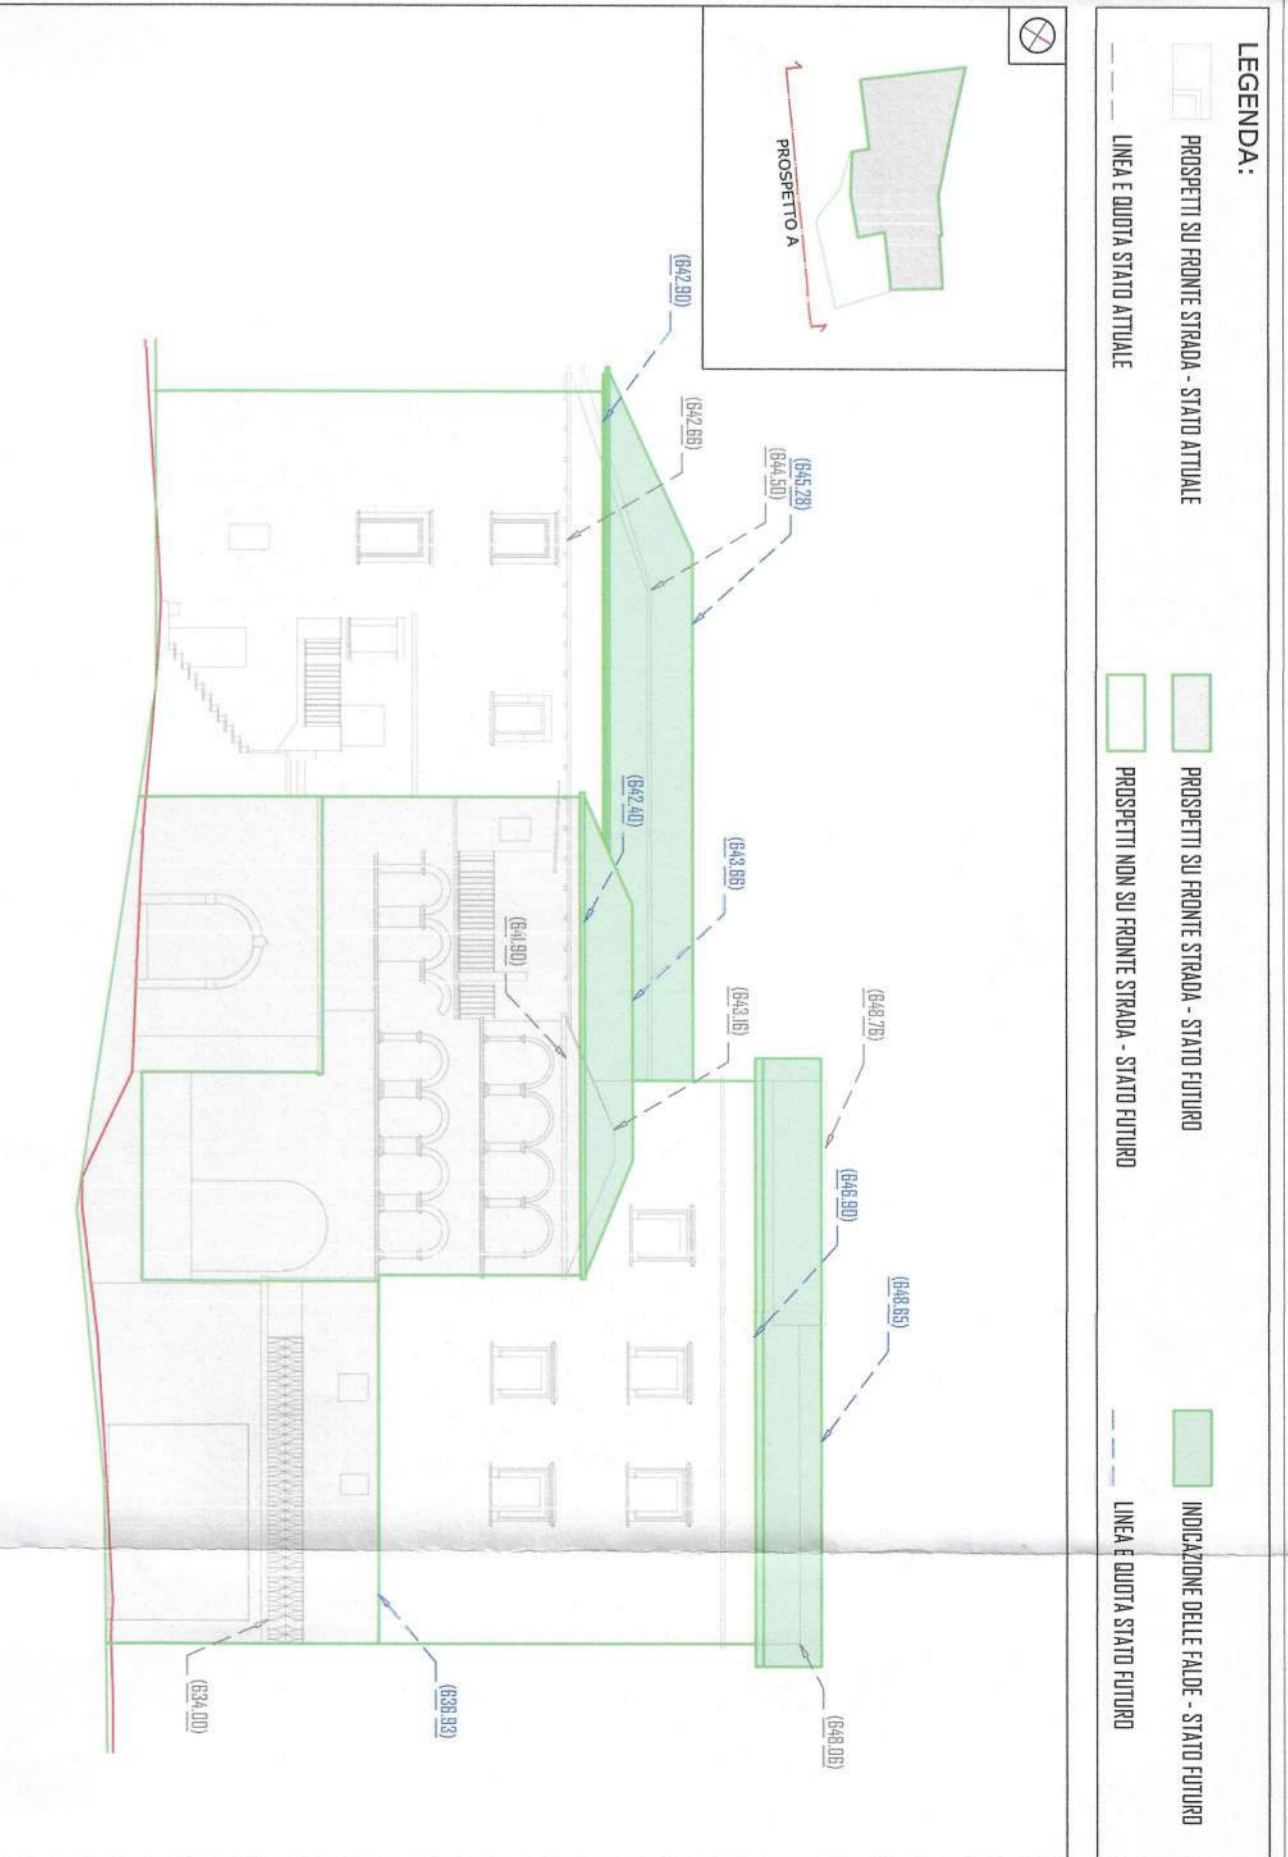 LEGENDA:
PROSPETTI SU FRONTE STRADA - STATO ATTUALE
PROSPETTI SU FRONTE STRADA - STATO FUTURO
INDICAZIONE DELLE FALDE - STATO FUTURO
LINEA E QUOTA STATO ATTUALE
PROSPETTI NON SU FRONTE STRADA - STATO FUTURO
LINEA E QUOTA STATO FUTURO
PROSPETTO A
(648.76)
(648.65)
(646.90)
(648.06)
(645.28)
(644.50)
(643.66)
(643.16)
(642.90)
(642.66)
(642.40)
(641.90)
(636.93)
(634.00)